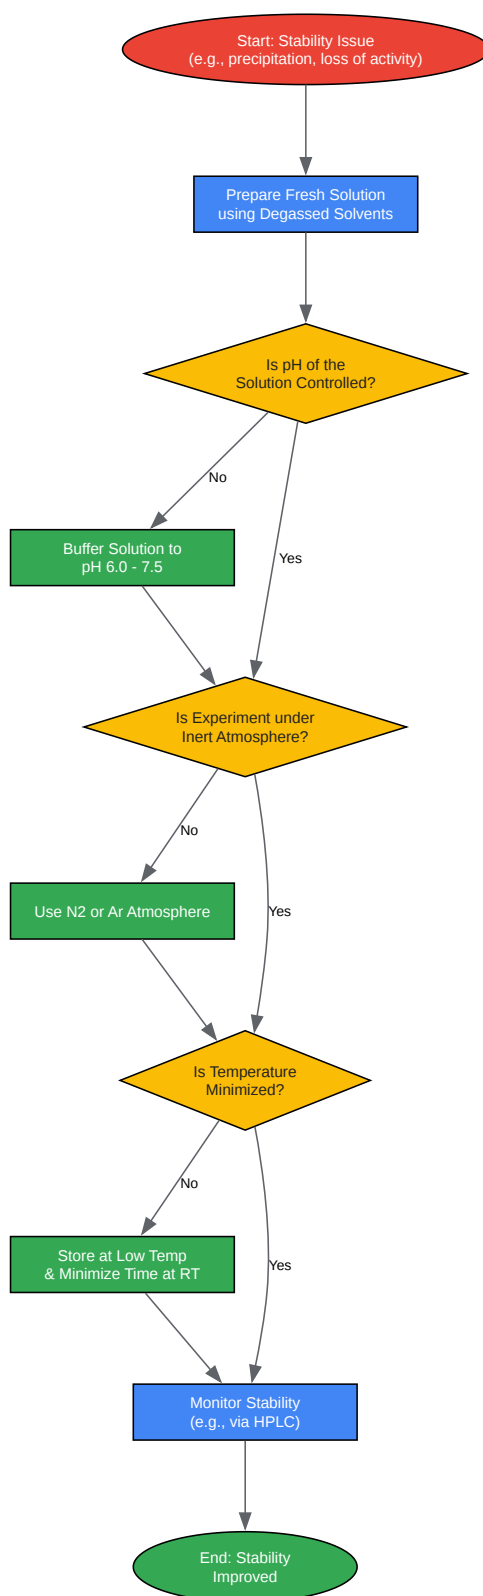 Start: Stability Issue
(e.g., precipitation, loss of activity)
Prepare Fresh Solution
using Degassed Solvents
Is pH of the
Solution Controlled?
No
Yes
Buffer Solution to
pH 6.0 - 7.5
Is Experiment under
Inert Atmosphere?
No
Yes
Use N2 or Ar Atmosphere
Is Temperature
Minimized?
No
Yes
Store at Low Temp
& Minimize Time at RT
Monitor Stability
(e.g., via HPLC)
End: Stability
Improved